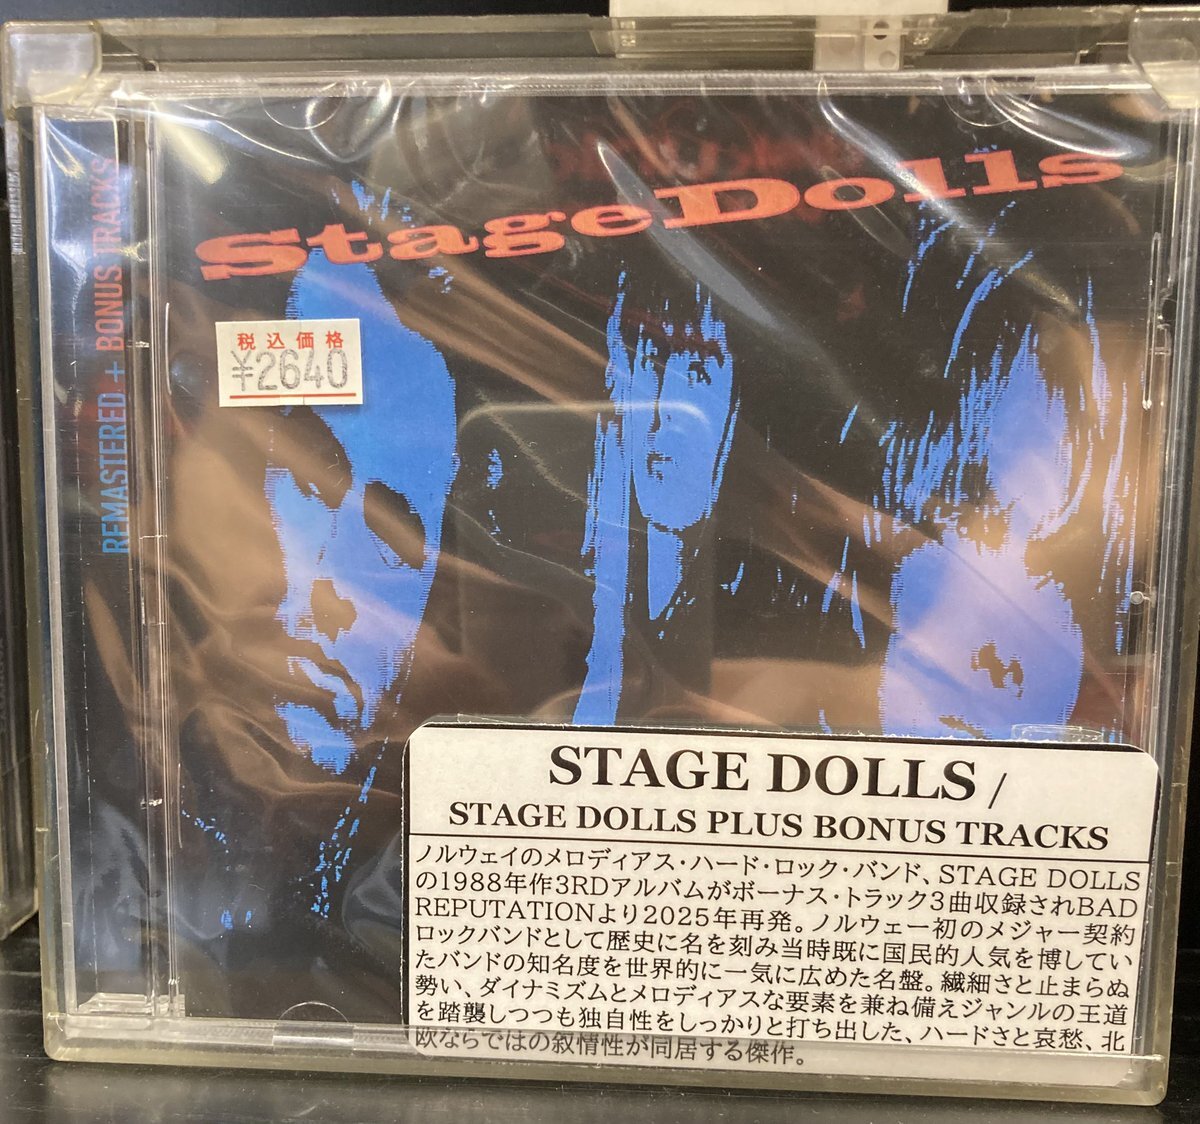 StageDolls
REMASTERED + BONUS TRACKS
税込価格
¥2640
STAGE DOLLS /
STAGE DOLLS PLUS BONUS TRACKS
ノルウェイのメロディアス・ハード・ロック・バンド、STAGE DOLLS
の1988年作3RDアルバムがボーナス・トラック3曲収録されBAD
REPUTATIONより2025年再発。ノルウェー初のメジャー契約
ロックバンドとして歴史に名を刻み当時既に国民的人気を博してい
たバンドの知名度を世界的に一気に広めた名盤。繊細さと止まらぬ
勢い、ダイナミズムとメロディアスな要素を兼ね備えジャンルの王道
を踏襲しつつも独自性をしっかりと打ち出した、ハードさと哀愁、北
欧ならではの叙情性が同居する傑作。